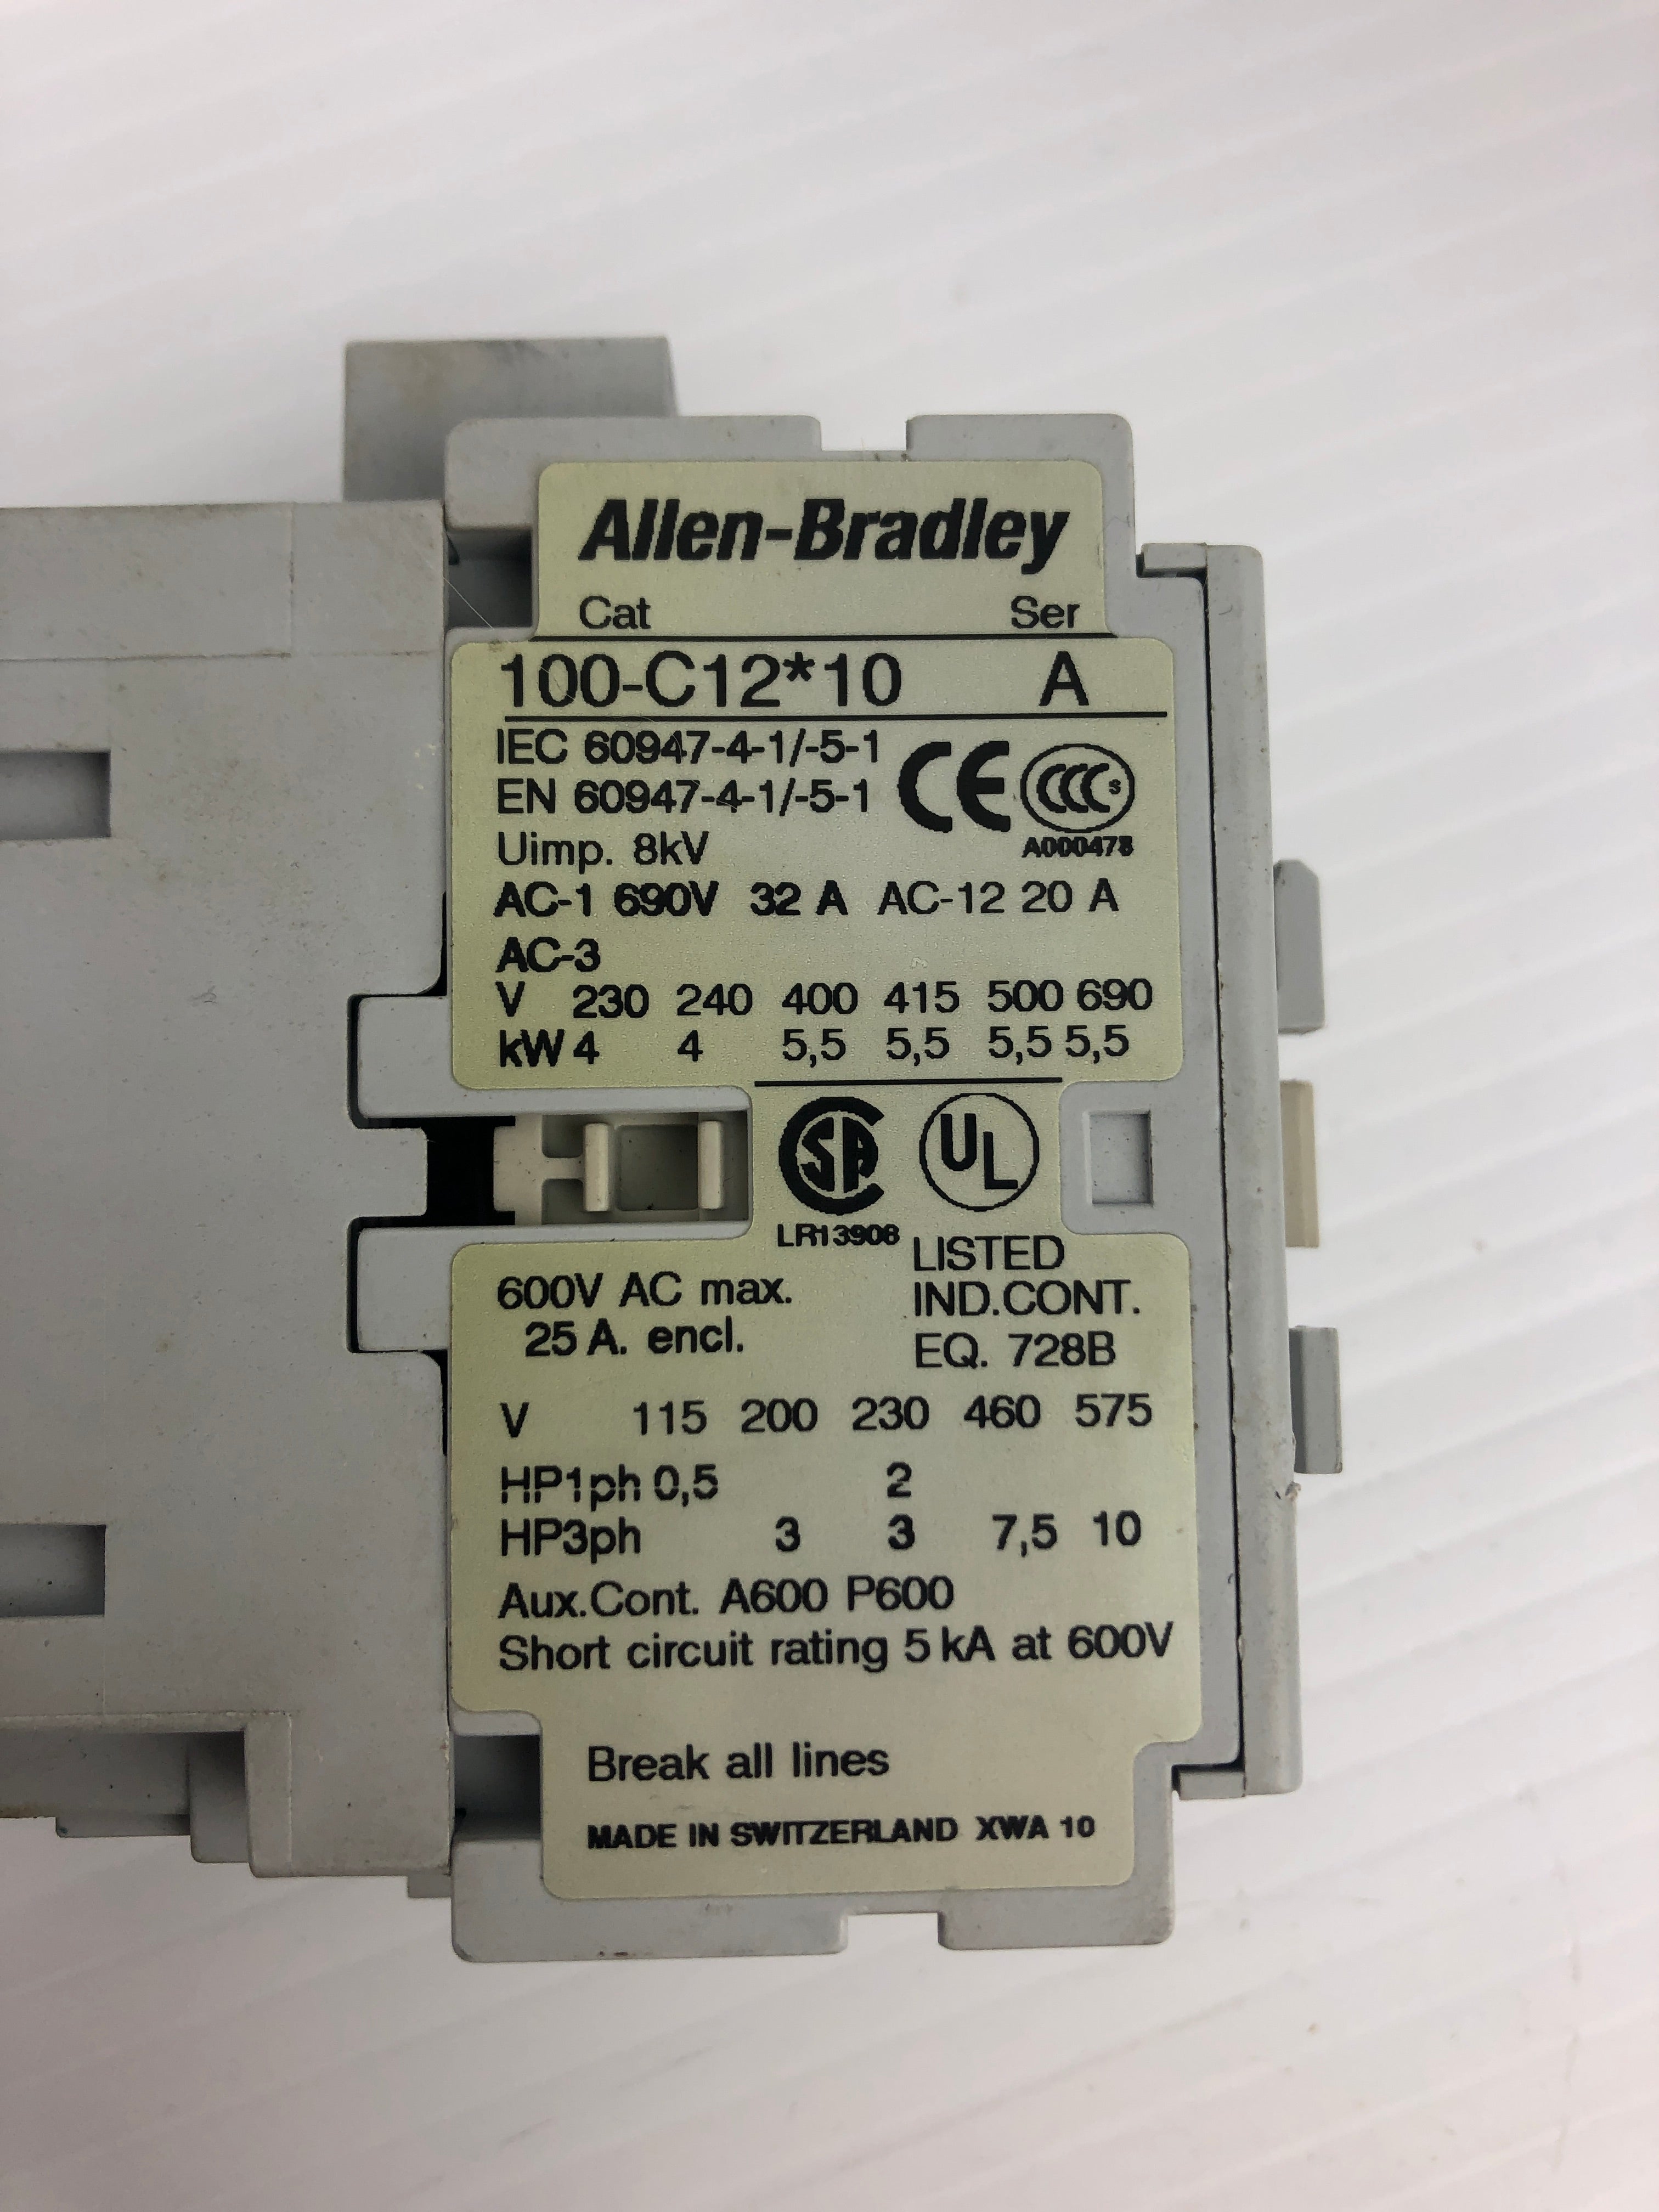 Allen-Bradley
Cat Ser
100-C12*10 A
IEC 60947-4-1/-5-1
EN 60947-4-1/-5-1
CE CCC S
A000478
Uimp. 8kV
AC-1 690V 32 A AC-12 20 A
AC-3
V 230 240 400 415 500 690
kW 4 4 5,5 5,5 5,5 5,5
SA UL
LR13908
LISTED
IND.CONT.
EQ. 728B
600V AC max.
25 A. encl.
V 115 200 230 460 575
HP1ph 0,5 2
HP3ph 3 3 7,5 10
Aux.Cont. A600 P600
Short circuit rating 5 kA at 600V
Break all lines
MADE IN SWITZERLAND XWA 10